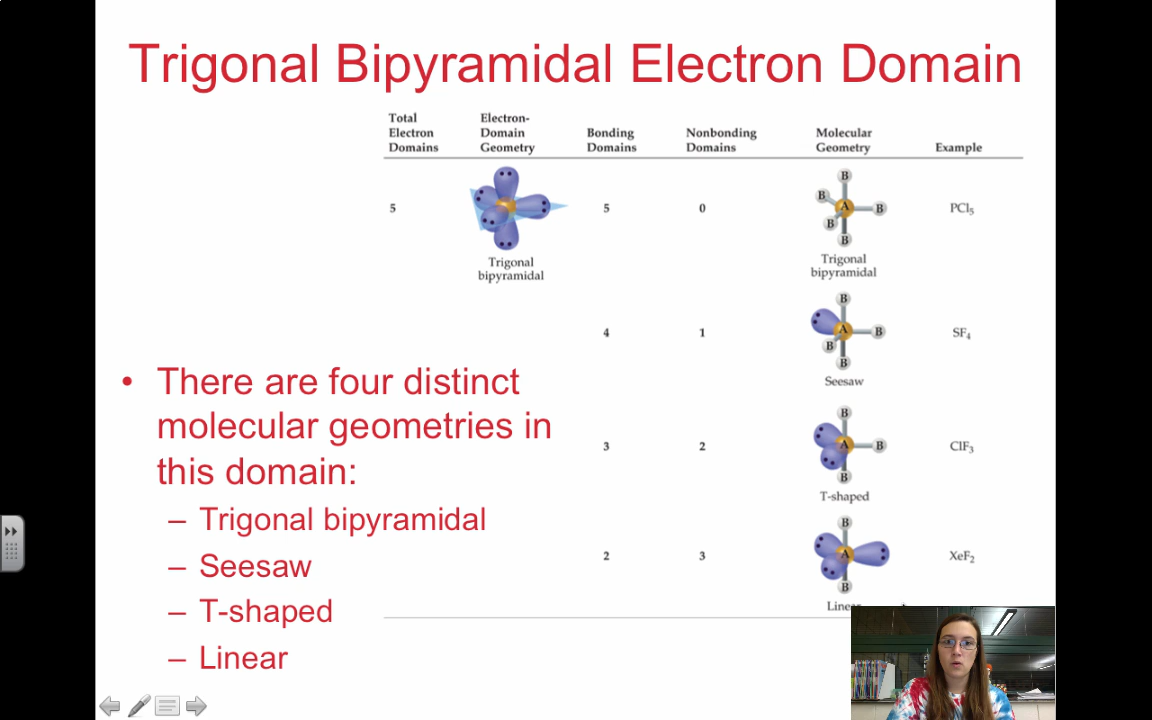 Trigonal Bipyramidal Electron Domain
Total Electron Domains
Electron-Domain Geometry
Bonding Domains
Nonbonding Domains
Molecular Geometry
Example
5
Trigonal bipyramidal
5
0
B
B
A
B
B
B
Trigonal bipyramidal
PCl₅
4
1
B
A
B
B
B
Seesaw
SF₄
3
2
B
A
B
B
T-shaped
ClF₃
2
3
B
A
B
XeF₂
• There are four distinct
molecular geometries in
this domain:
– Trigonal bipyramidal
– Seesaw
– T-shaped
– Linear